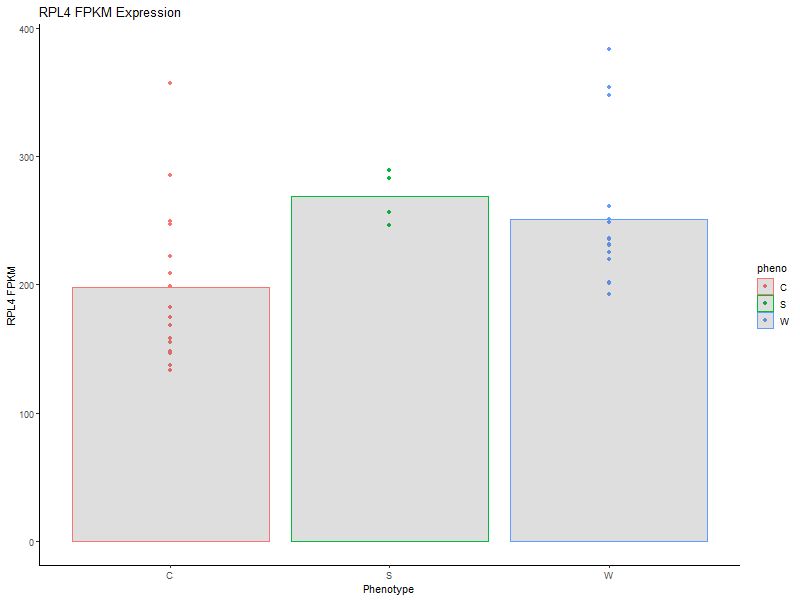 RPL4 FPKM Expression
400
300
200
100
0
RPL4 FPKM
C
S
W
Phenotype
pheno
C
S
W